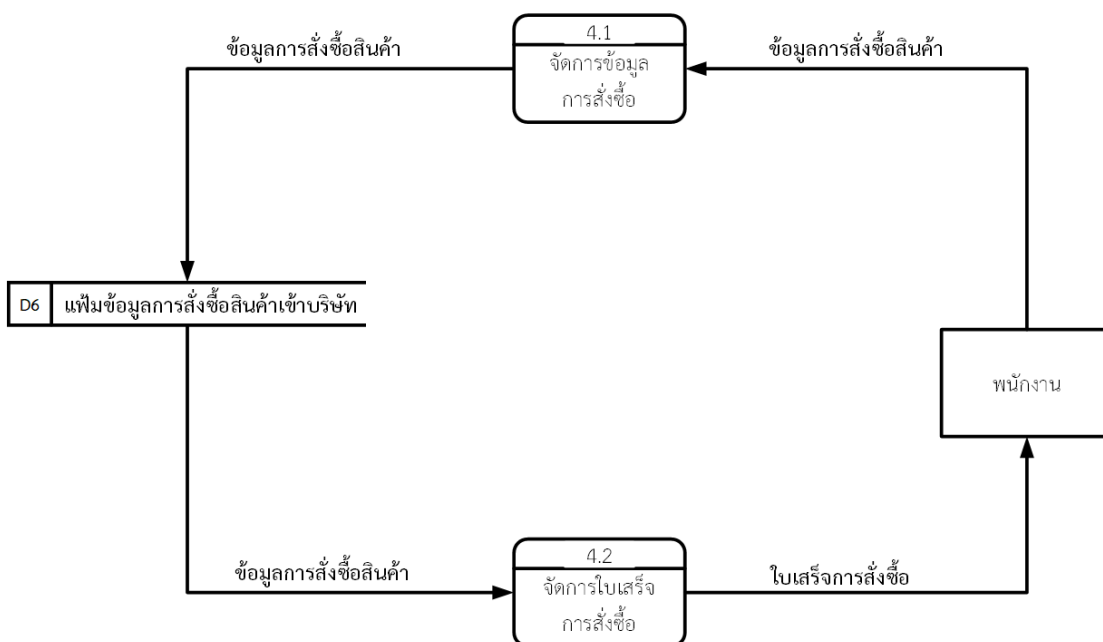 4.1
ข้อมูลการสั่งซื้อสินค้า
จัดการข้อมูล
การสั่งซื้อ
ข้อมูลการสั่งซื้อสินค้า
D6 แฟ้มข้อมูลการสั่งซื้อสินค้าเข้าบริษัท
พนักงาน
4.2
ข้อมูลการสั่งซื้อสินค้า
จัดการใบเสร็จ
การสั่งซื้อ
ใบเสร็จการสั่งซื้อ